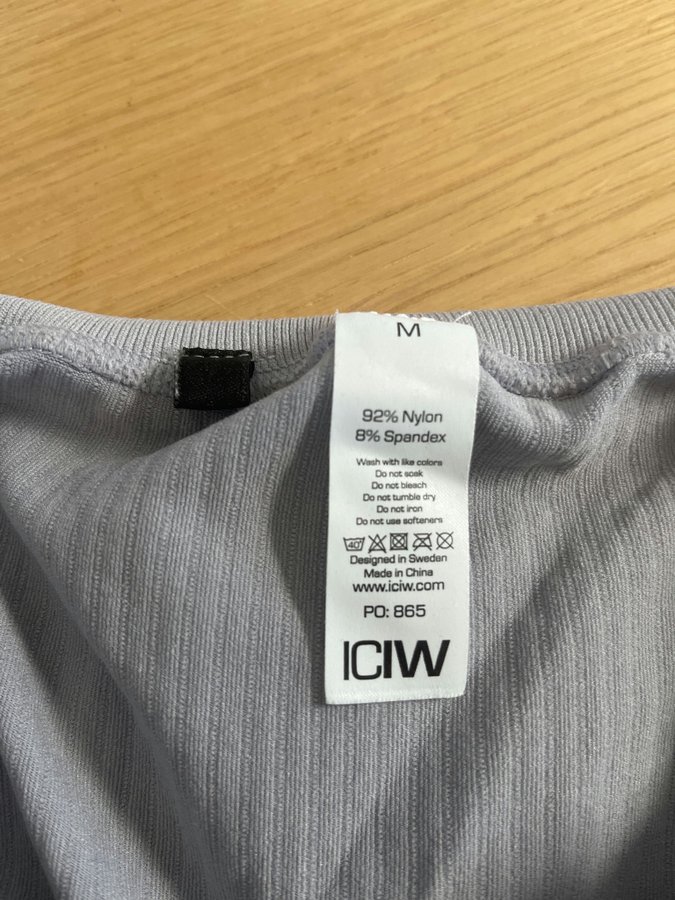 M
92% Nylon
8% Spandex
Wash with like colors
Do not soak
Do not bleach
Do not tumble dry
Do not iron
Do not use softeners
40°
Designed in Sweden
Made in China
www.iciw.com
PO: 865
ICIW